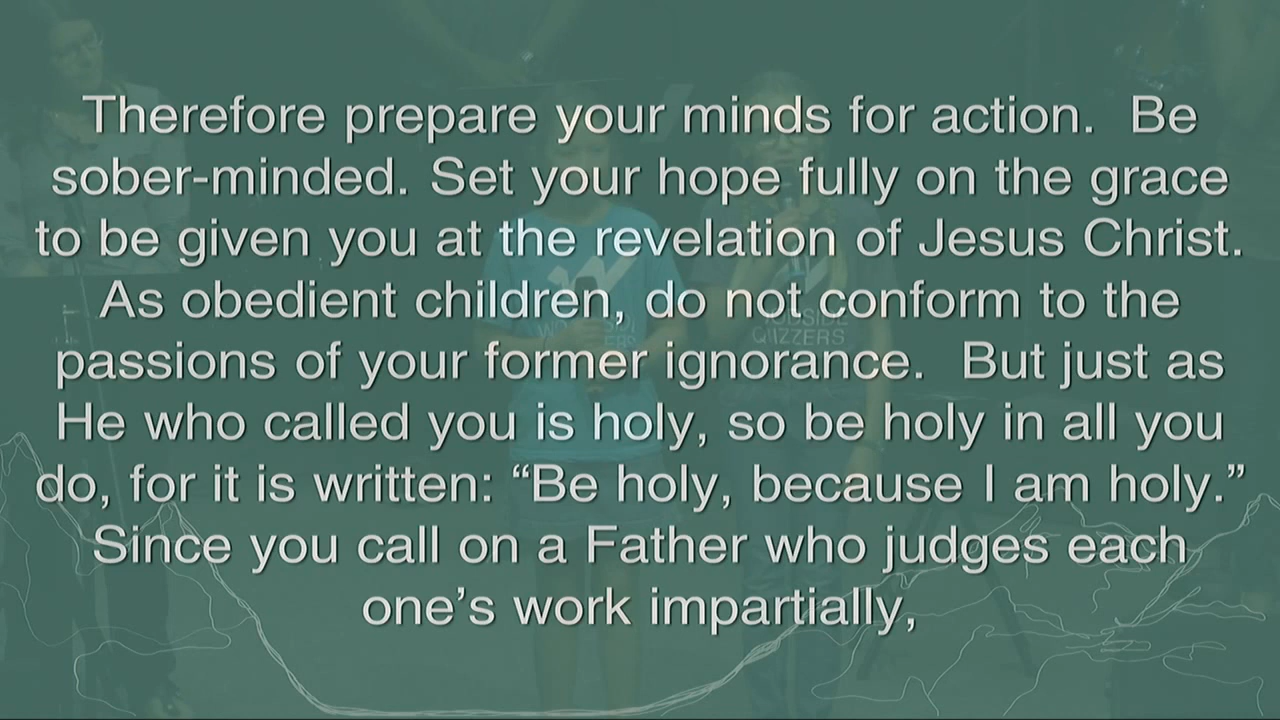 Therefore prepare your minds for action.  Be
sober-minded. Set your hope fully on the grace
to be given you at the revelation of Jesus Christ.
As obedient children, do not conform to the
passions of your former ignorance.  But just as
He who called you is holy, so be holy in all you
do, for it is written: “Be holy, because I am holy.”
Since you call on a Father who judges each
one’s work impartially,
QUIZZERS